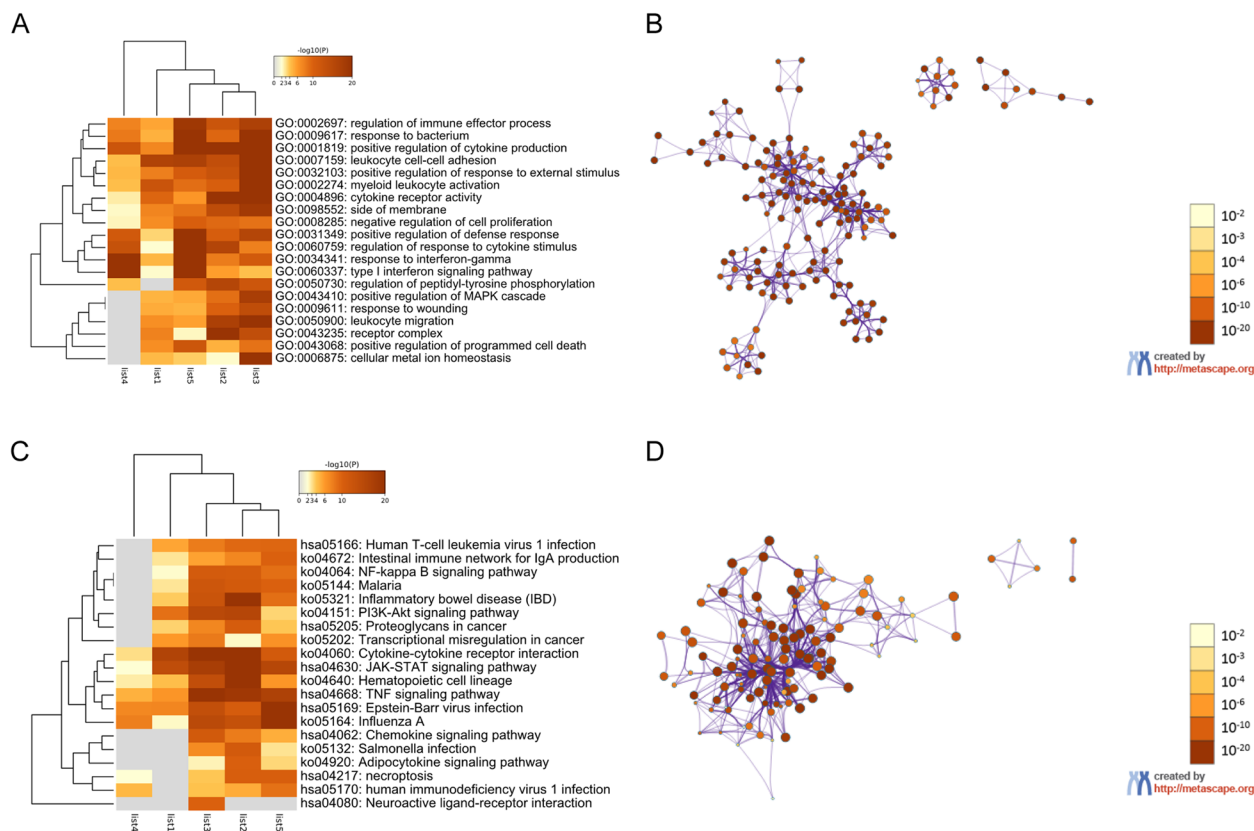 A
-log10(P)
0 2 3 4 6 10 20
GO:0002697: regulation of immune effector process
GO:0009617: response to bacterium
GO:0001819: positive regulation of cytokine production
GO:0007159: leukocyte cell-cell adhesion
GO:0032103: positive regulation of response to external stimulus
GO:0002274: myeloid leukocyte activation
GO:0004896: cytokine receptor activity
GO:0098552: side of membrane
GO:0008285: negative regulation of cell proliferation
GO:0031349: positive regulation of defense response
GO:0060759: regulation of response to cytokine stimulus
GO:0034341: response to interferon-gamma
GO:0060337: type I interferon signaling pathway
GO:0050730: regulation of peptidyl-tyrosine phosphorylation
GO:0043410: positive regulation of MAPK cascade
GO:0009611: response to wounding
GO:0050900: leukocyte migration
GO:0043235: receptor complex
GO:0043068: positive regulation of programmed cell death
GO:0006875: cellular metal ion homeostasis
list4 list1 list5 list2 list3
B
10-2
10-3
10-4
10-6
10-10
10-20
created by
http://metascape.org
C
-log10(P)
0 2 3 4 6 10 20
hsa05166: Human T-cell leukemia virus 1 infection
ko04672: Intestinal immune network for IgA production
ko04064: NF-kappa B signaling pathway
ko05144: Malaria
ko05321: Inflammatory bowel disease (IBD)
ko04151: PI3K-Akt signaling pathway
hsa05205: Proteoglycans in cancer
ko05202: Transcriptional misregulation in cancer
ko04060: Cytokine-cytokine receptor interaction
hsa04630: JAK-STAT signaling pathway
ko04640: Hematopoietic cell lineage
hsa04668: TNF signaling pathway
hsa05169: Epstein-Barr virus infection
ko05164: Influenza A
hsa04062: Chemokine signaling pathway
ko05132: Salmonella infection
ko04920: Adipocytokine signaling pathway
hsa04217: necroptosis
hsa05170: human immunodeficiency virus 1 infection
hsa04080: Neuroactive ligand-receptor interaction
list4 list1 list3 list2 list5
D
10-2
10-3
10-4
10-6
10-10
10-20
created by
http://metascape.org